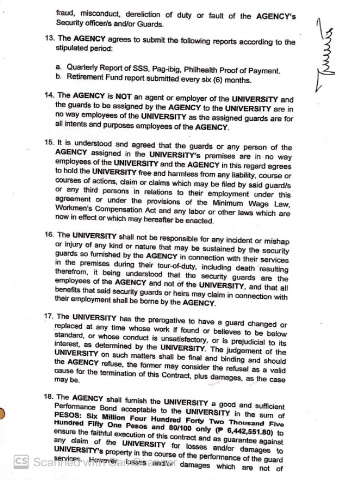 fraud, misconduct, dereliction of duty or fault of the AGENCY's
Security officer/s and/or Guards.
13. The AGENCY agrees to submit the following reports according to the
stipulated period:
a. Quarterly Report of SSS, Pag-ibig, Philhealth Proof of Payment.
b. Retirement Fund report submitted every six (6) months.
14. The AGENCY is NOT an agent or employer of the UNIVERSITY and
the guards to be assigned by the AGENCY to the UNIVERSITY are in
no way employees of the UNIVERSITY as the assigned guards are for
all intents and purposes employees of the AGENCY.
15. It is understood and agreed that the guards or any person of the
AGENCY assigned in the UNIVERSITY's premises are in no way
employees of the UNIVERSITY and the AGENCY in this regard agrees
to hold the UNIVERSITY free and harmless from any liability, course or
courses of actions, claim or claims which may be filed by said guard/s
or any third persons in relations to their employment under this
agreement or under the provisions of the Minimum Wage Law,
Workmen's Compensation Act and any labor or other laws which are
now in effect or which may hereafter be enacted.
16. The UNIVERSITY shall not be responsible for any incident or mishap
or injury of any kind or nature that may be sustained by the security
guards so furnished by the AGENCY in connection with their services
in the premises during their tour-of-duty, including death resulting
therefrom, it being understood that the security guards are the
employees of the AGENCY and not of the UNIVERSITY, and that all
benefits that said security guards or heirs may claim in connection with
their employment shall be borne by the AGENCY.
17. The UNIVERSITY has the prerogative to have a guard changed or
replaced at any time whose work if found or believes to be below
standard, or whose conduct is unsatisfactory, or is prejudicial to its
interest, as determined by the UNIVERSITY. The judgement of the
UNIVERSITY on such matters shall be final and binding and should
the AGENCY refuse, the former may consider the refusal as a valid
cause for the termination of this Contract, plus damages, as the case
may be.
18. The AGENCY shall furnish the UNIVERSITY a good and sufficient
Performance Bond acceptable to the UNIVERSITY in the sum of
PESOS: Six Million Four Hundred Forty Two Thousand Five
Hundred Fifty One Pesos and 80/100 only (₱ 6,442,551.80) to
ensure the faithful execution of this contract and as guarantee against
any claim of the UNIVERSITY for losses and/or damages to
UNIVERSITY's property in the course of the performance of the guard
services. However, losses and/or damages which are not of
CS Scanned with